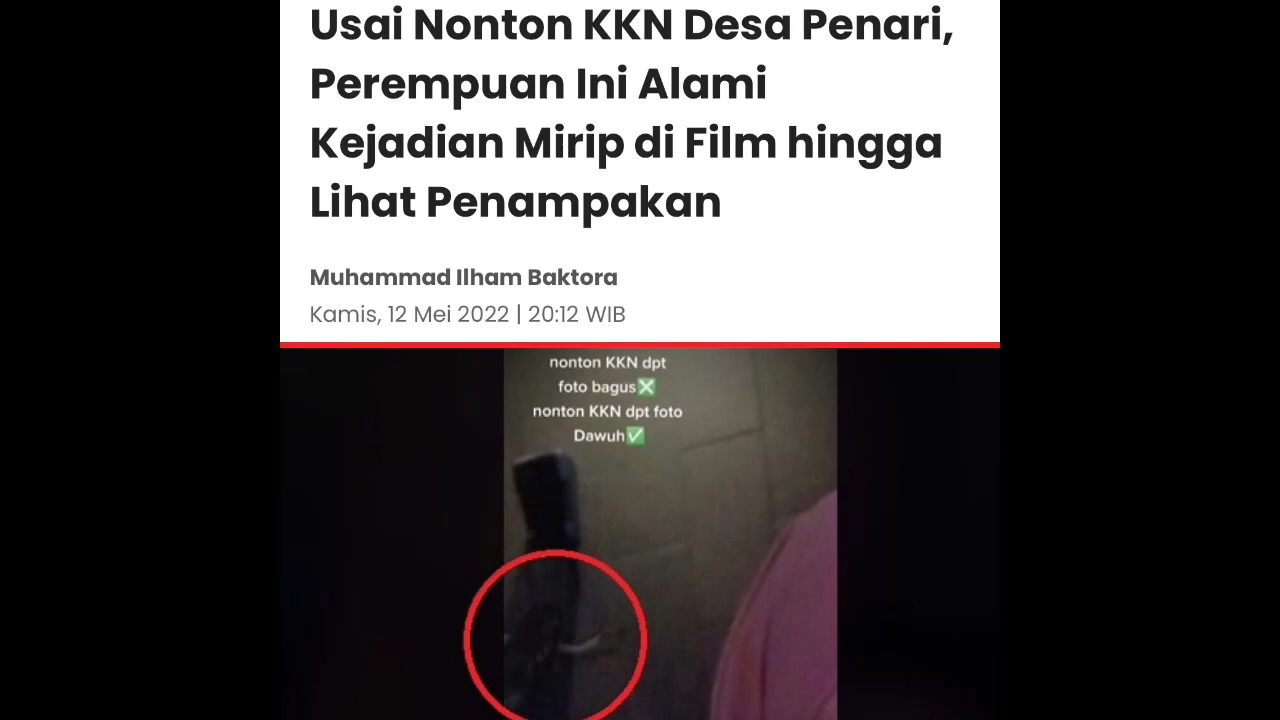 Usai Nonton KKN Desa Penari,
Perempuan Ini Alami
Kejadian Mirip di Film hingga
Lihat Penampakan
Muhammad Ilham Baktora
Kamis, 12 Mei 2022 | 20:12 WIB
nonton KKN dpt
foto bagus❎
nonton KKN dpt foto
Dawuh✅